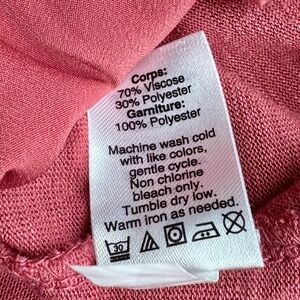 Corps:
70% Viscose
30% Polyester
Garniture:
100% Polyester
Machine wash cold
with like colors,
gentle cycle.
Non chlorine
bleach only.
Tumble dry low.
Warm iron as needed.
30